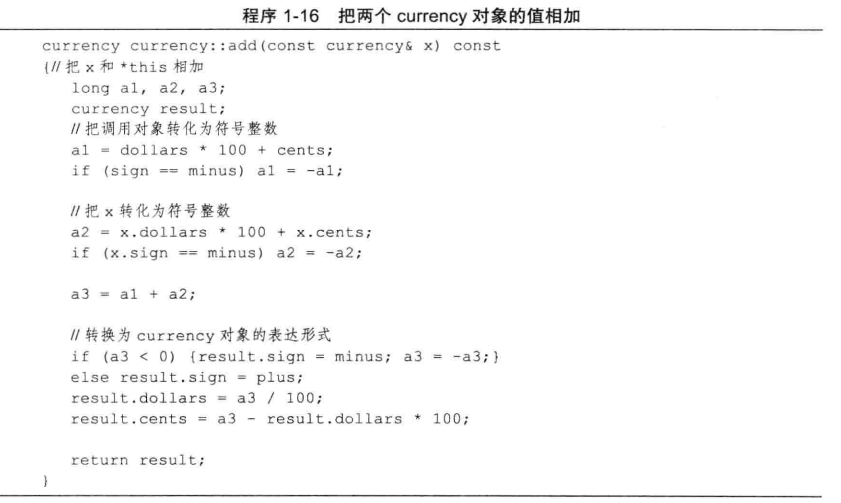 程序 1-16 把两个 currency 对象的值相加
currency currency::add(const currency& x) const
{// 把 x 和 *this 相加
long a1, a2, a3;
currency result;
// 把调用对象转化为符号整数
a1 = dollars * 100 + cents;
if (sign == minus) a1 = -a1;
// 把 x 转化为符号整数
a2 = x.dollars * 100 + x.cents;
if (x.sign == minus) a2 = -a2;
a3 = a1 + a2;
// 转换为 currency 对象的表达形式
if (a3 < 0) {result.sign = minus; a3 = -a3;}
else result.sign = plus;
result.dollars = a3 / 100;
result.cents = a3 - result.dollars * 100;
return result;
}